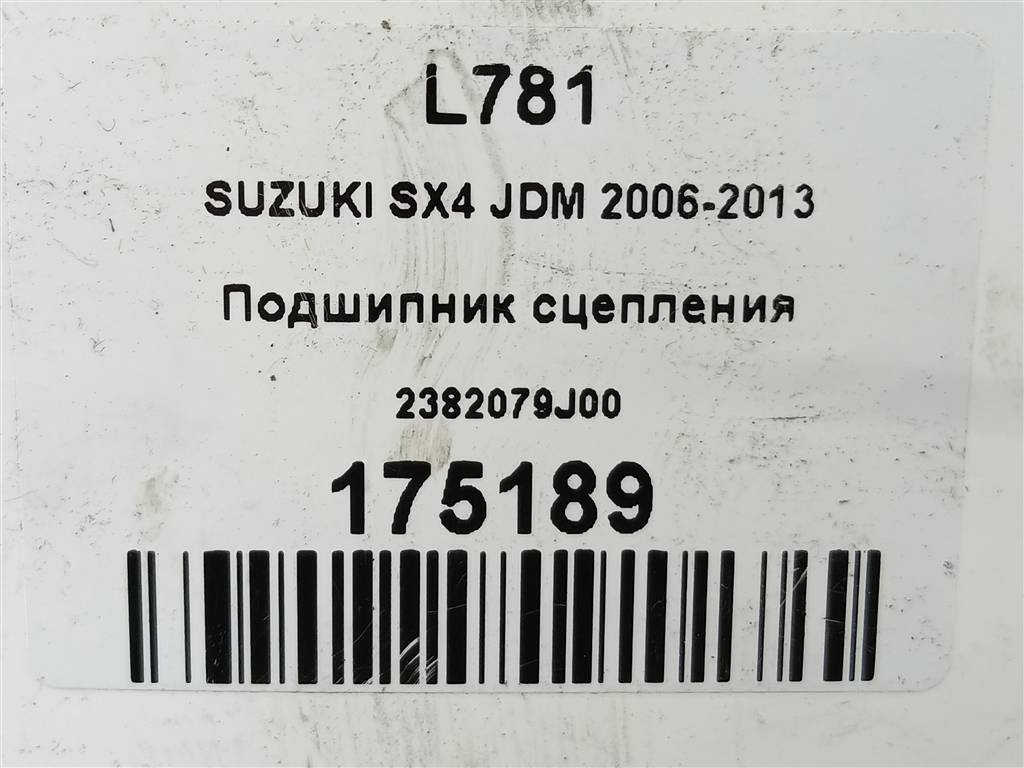 L781
SUZUKI SX4 JDM 2006-2013
Подшипник сцепления
2382079J00
175189